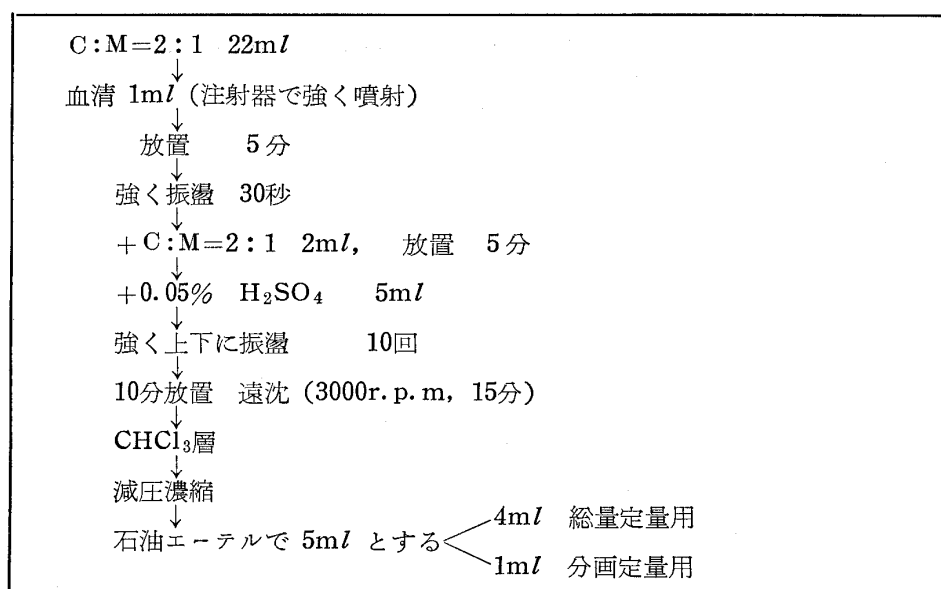 C:M=2:1 22ml
↓
血清 1ml (注射器で強く噴射)
↓
放置 5分
↓
強く振盪 30秒
↓
+C:M=2:1 2ml, 放置 5分
↓
+0.05% H₂SO₄ 5ml
↓
強く上下に振盪 10回
↓
10分放置 遠沈 (3000r.p.m, 15分)
↓
CHCl₃層
↓
減圧濃縮
↓
4ml 総量定量用
石油エーテルで 5ml とする
1ml 分画定量用